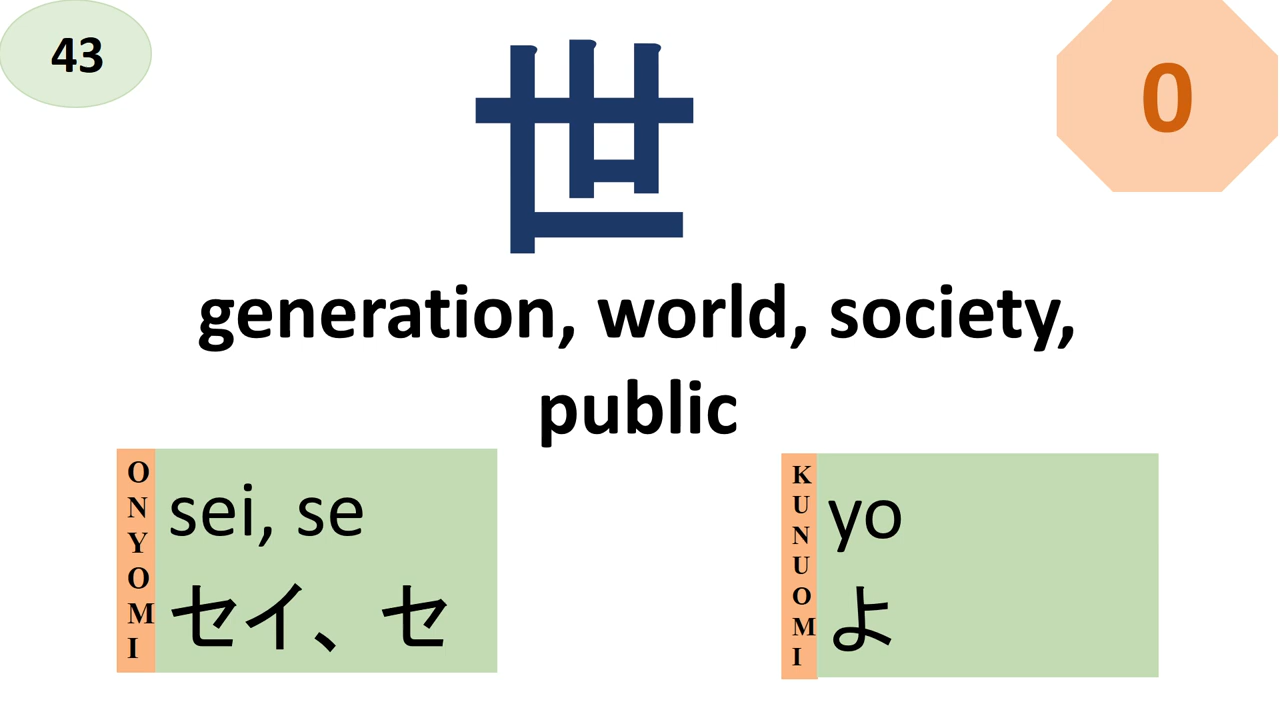 43
世
0
generation, world, society,
public
ONYOMI
sei, se
セイ、セ
KUNUOMI
yo
よ